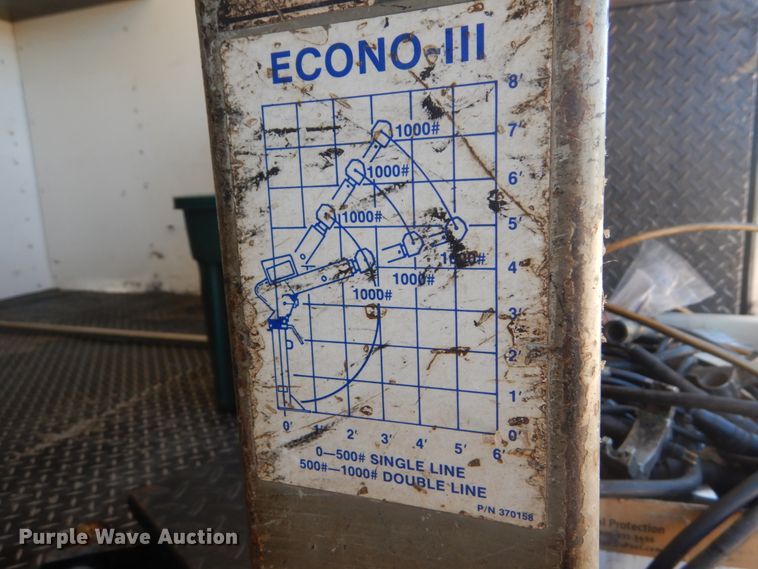 ECONO III
8'
1000#
7'
1000#
6'
1000#
5'
1000#
1000#
4'
1000#
3'
2'
1'
0'
0' 1' 2' 3' 4' 5' 6'
0—500# SINGLE LINE
500#—1000# DOUBLE LINE
P/N 370158
Protection
Purple Wave Auction